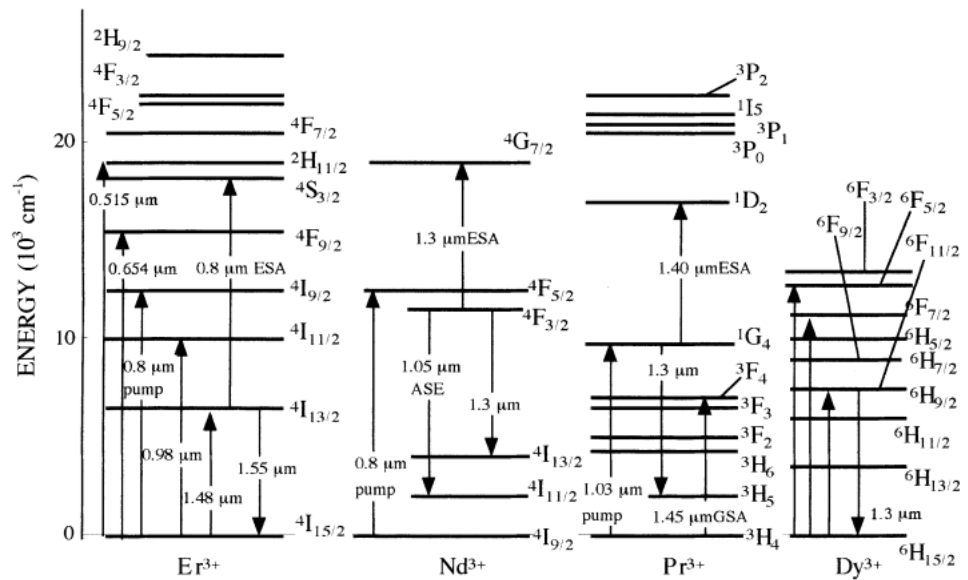 ENERGY (10³ cm⁻¹)
20
10
0
²H₉/₂
⁴F₃/₂
⁴F₅/₂
⁴F₇/₂
²H₁₁/₂
⁴S₃/₂
⁴F₉/₂
⁴I₉/₂
⁴I₁₁/₂
⁴I₁₃/₂
⁴I₁₅/₂
0.515 µm
0.654 µm
0.8 µm ESA
0.8 µm
pump
0.98 µm
1.48 µm
1.55 µm
Er³⁺
⁴G₇/₂
1.3 µmESA
⁴F₅/₂
⁴F₃/₂
1.05 µm
ASE
1.3 µm
0.8 µm
pump
⁴I₁₃/₂
⁴I₁₁/₂
⁴I₉/₂
Nd³⁺
³P₂
¹I5
³P₁
³P₀
¹D₂
1.40 µmESA
¹G₄
1.3 µm
³F₄
³F₃
³F₂
³H₆
³H₅
³H₄
1.03 µm
pump
1.45 µmGSA
Pr³⁺
⁶F₃/₂
⁶F₅/₂
⁶F₉/₂
⁶F₁₁/₂
⁶F₇/₂
⁶H₅/₂
⁶H₇/₂
⁶H₉/₂
⁶H₁₁/₂
⁶H₁₃/₂
1.3 µm
⁶H₁₅/₂
Dy³⁺